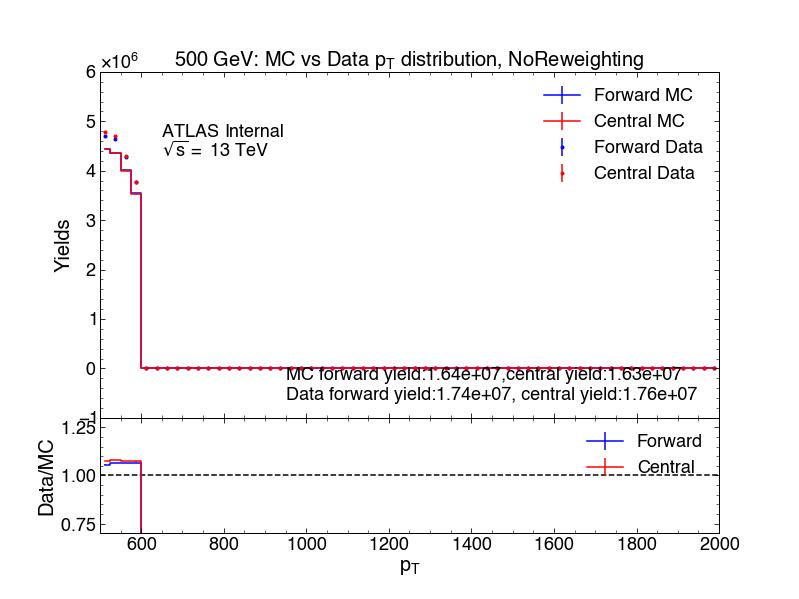 500 GeV: MC vs Data pT distribution, NoReweighting
×10⁶
6
5
4
3
2
1
0
−1
Yields
ATLAS Internal
√s = 13 TeV
Forward MC
Central MC
Forward Data
Central Data
MC forward yield:1.64e+07,central yield:1.63e+07
Data forward yield:1.74e+07, central yield:1.76e+07
1.25
1.00
0.75
Data/MC
Forward
Central
600 800 1000 1200 1400 1600 1800 2000
pT